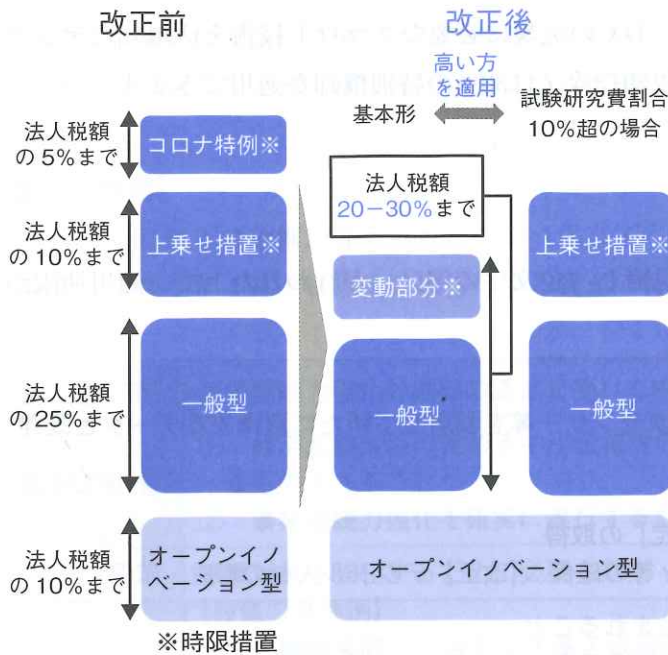 改正前
改正後
高い方
を適用
基本形
試験研究費割合
10%超の場合
法人税額
の5%まで
コロナ特例※
法人税額
20−30%まで
法人税額
の10%まで
上乗せ措置※
変動部分※
上乗せ措置※
法人税額
の25%まで
一般型
一般型
一般型
法人税額
の10%まで
オープンイノ
ベーション型
オープンイノベーション型
※時限措置